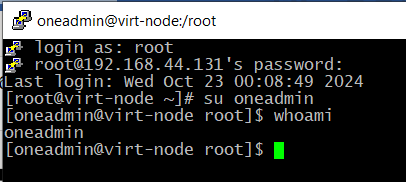 oneadmin@virt-node:/root
login as: root
root@192.168.44.131's password:
Last login: Wed Oct 23 00:08:49 2024
[root@virt-node ~]# su oneadmin
[oneadmin@virt-node root]$ whoami
oneadmin
[oneadmin@virt-node root]$